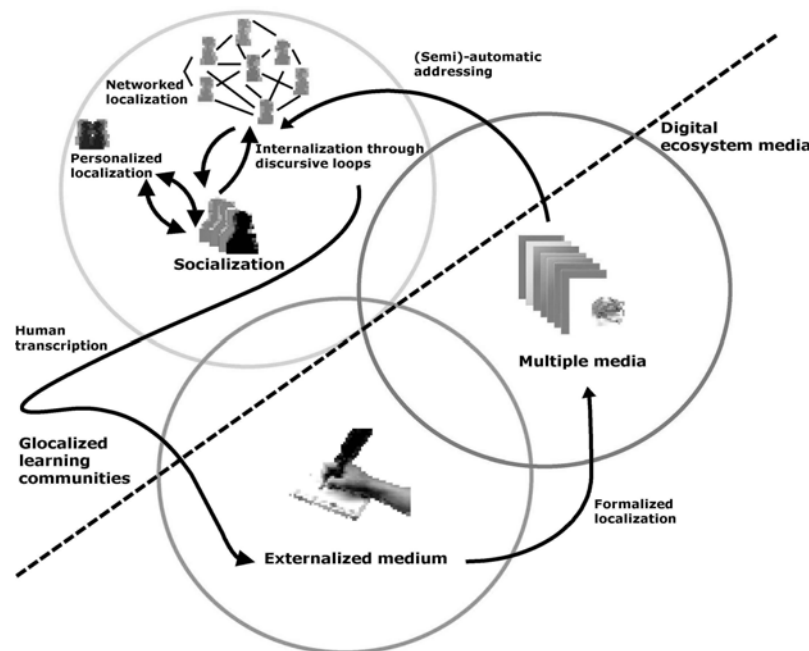 (Semi)-automatic
addressing
Networked
localization
Digital
ecosystem media
Personalized
localization
Internalization through
discursive loops
Socialization
Human
transcription
Multiple media
Glocalized
learning
communities
Formalized
localization
Externalized medium